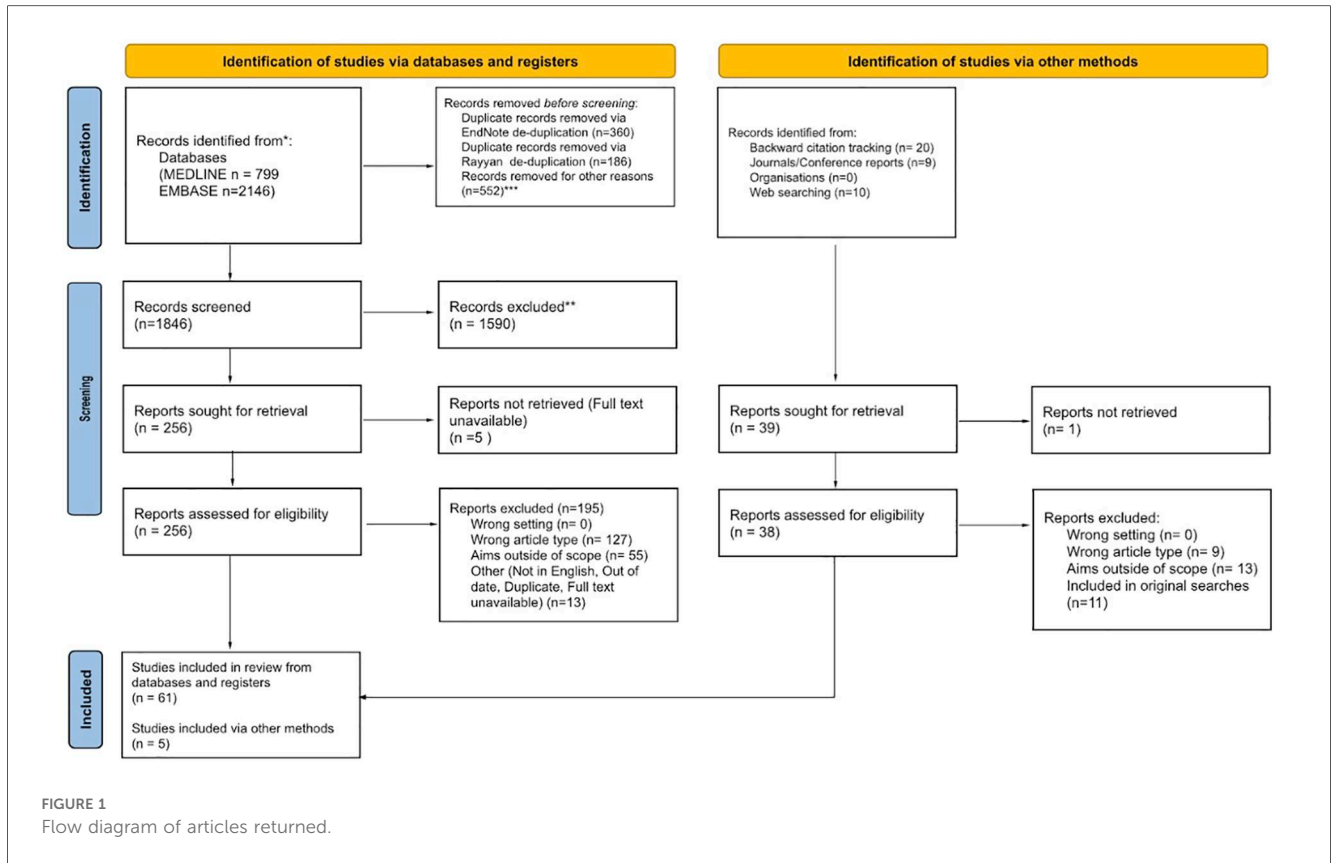 Identification of studies via databases and registers
Identification of studies via other methods
Identification
Records identified from*:
Databases
(MEDLINE n = 799
EMBASE n=2146)
Records removed before screening:
Duplicate records removed via
EndNote de-duplication (n=360)
Duplicate records removed via
Rayyan de-duplication (n=186)
Records removed for other reasons
(n=552)***
Records identified from:
Backward citation tracking (n= 20)
Journals/Conference reports (n=9)
Organisations (n=0)
Web searching (n=10)
Screening
Records screened
(n=1846)
Records excluded**
(n = 1590)
Reports sought for retrieval
(n = 256)
Reports not retrieved (Full text
unavailable)
(n =5 )
Reports sought for retrieval
(n = 39)
Reports not retrieved
(n= 1)
Reports assessed for eligibility
(n = 256)
Reports excluded (n=195)
Wrong setting (n= 0)
Wrong article type (n= 127)
Aims outside of scope (n= 55)
Other (Not in English, Out of
date, Duplicate, Full text
unavailable) (n=13)
Reports assessed for eligibility
(n = 38)
Reports excluded:
Wrong setting (n= 0)
Wrong article type (n= 9)
Aims outside of scope (n= 13)
Included in original searches
(n=11)
Included
Studies included in review from
databases and registers
(n = 61)
Studies included via other methods
(n = 5)
FIGURE 1
Flow diagram of articles returned.